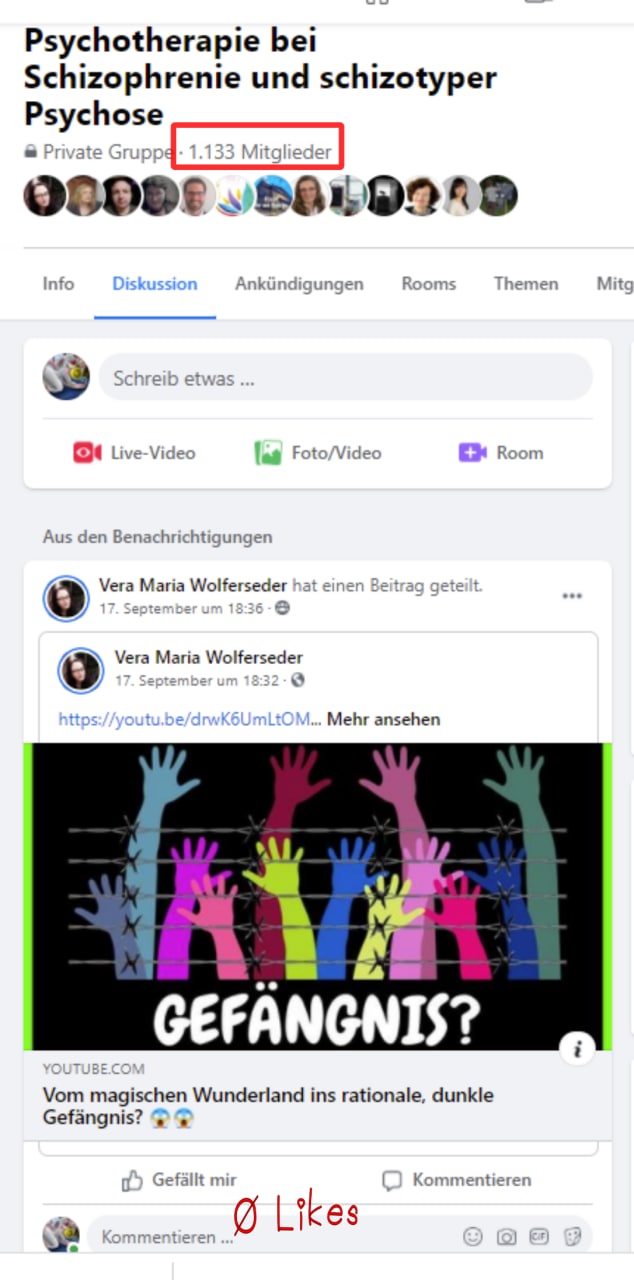 Psychotherapie bei
Schizophrenie und schizotyper
Psychose
Private Gruppe · 1.133 Mitglieder
Info Diskussion Ankündigungen Rooms Themen Mitg
Schreib etwas ...
Live-Video Foto/Video Room
Aus den Benachrichtigungen
Vera Maria Wolferseder hat einen Beitrag geteilt.
17. September um 18:36 ·
Vera Maria Wolferseder
17. September um 18:32 ·
https://youtu.be/drwK6UmLtOM... Mehr ansehen
GEFÄNGNIS?
YOUTUBE.COM
Vom magischen Wunderland ins rationale, dunkle
Gefängnis? 😱😱
Gefällt mir Kommentieren
Ø Likes
Kommentieren ... GIF